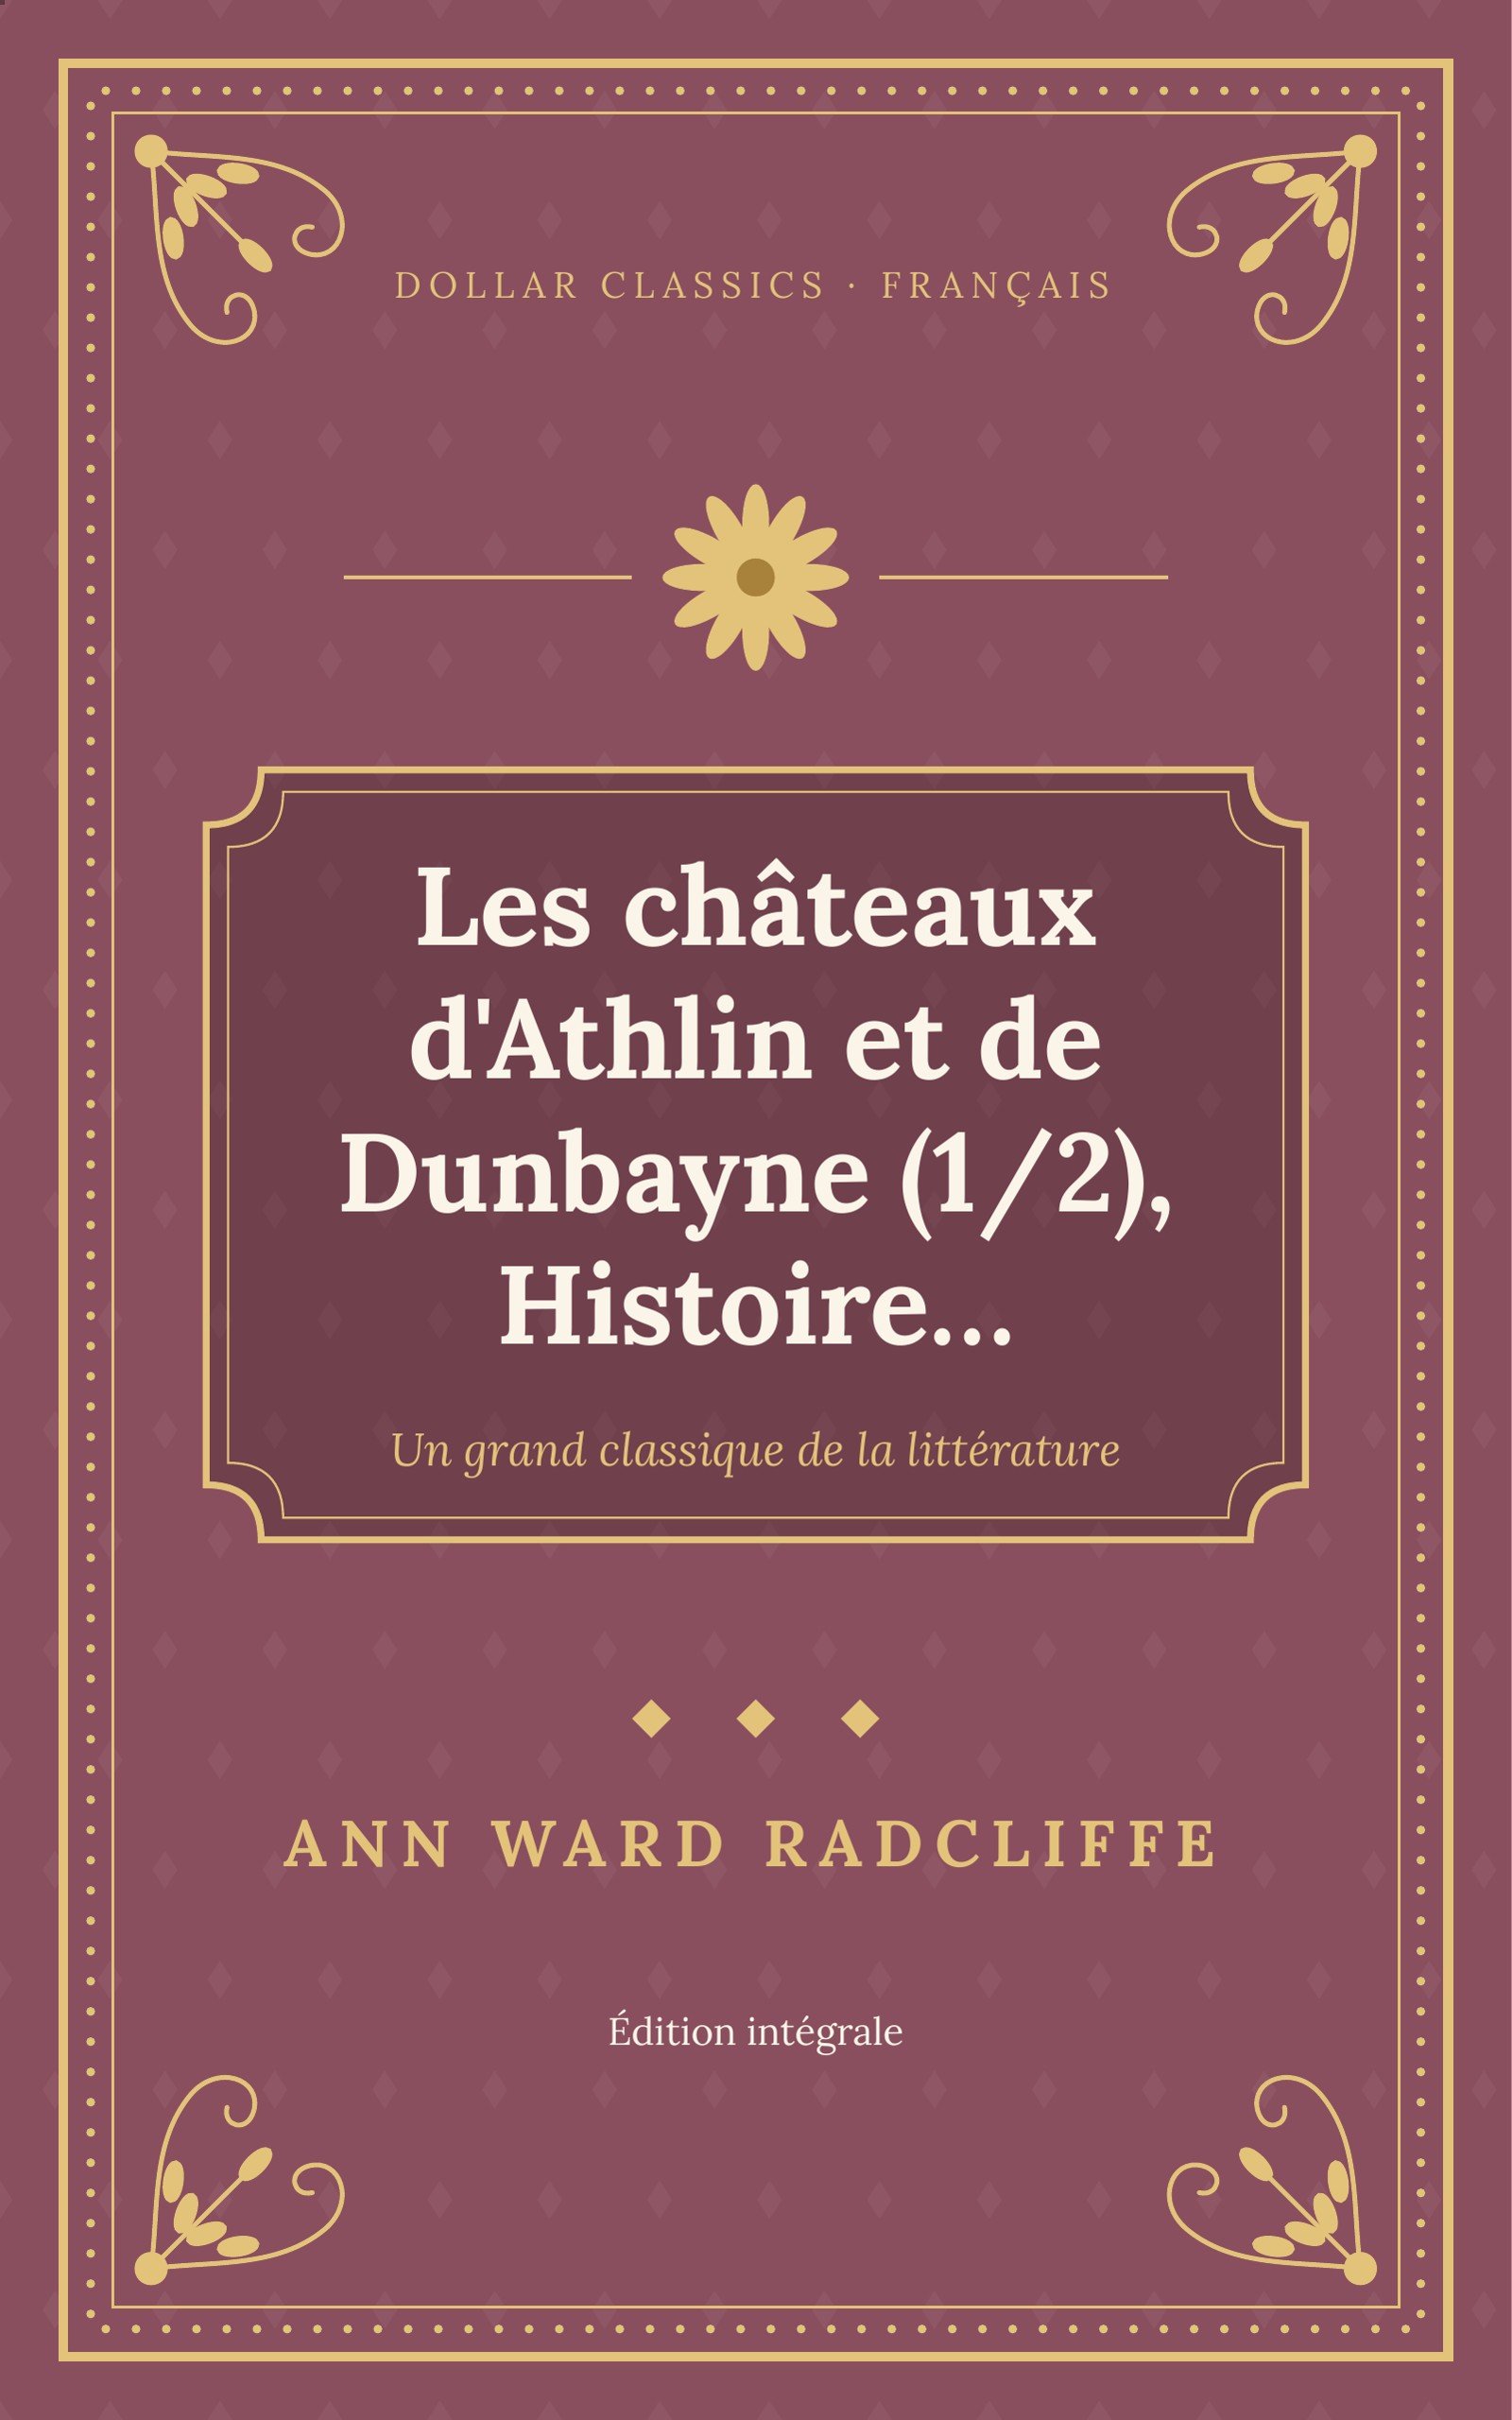 DOLLAR CLASSICS · FRANÇAIS
Les châteaux
d'Athlin et de
Dunbayne (1/2),
Histoire...
Un grand classique de la littérature
ANN WARD RADCLIFFE
Édition intégrale